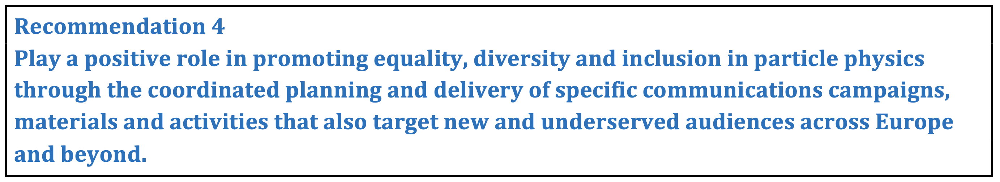 Recommendation 4
Play a positive role in promoting equality, diversity and inclusion in particle physics
through the coordinated planning and delivery of specific communications campaigns,
materials and activities that also target new and underserved audiences across Europe
and beyond.